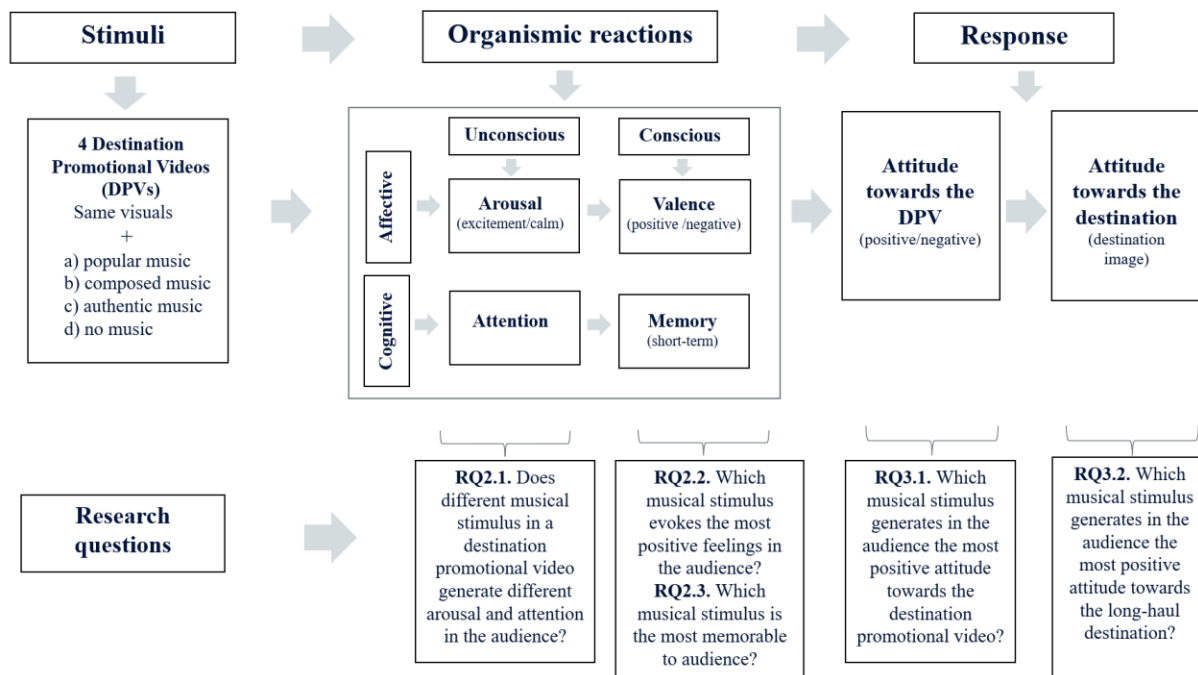 Stimuli
Organismic reactions
Response
4 Destination
Promotional Videos
(DPVs)
Same visuals
+
a) popular music
b) composed music
c) authentic music
d) no music
Unconscious
Conscious
Affective
Arousal
(excitement/calm)
Valence
(positive /negative)
Cognitive
Attention
Memory
(short-term)
Attitude
towards the
DPV
(positive/negative)
Attitude
towards the
destination
(destination
image)
Research
questions
RQ2.1. Does
different musical
stimulus in a
destination
promotional video
generate different
arousal and attention
in the audience?
RQ2.2. Which
musical stimulus
evokes the most
positive feelings in
the audience?
RQ2.3. Which
musical stimulus is
the most memorable
to audience?
RQ3.1. Which
musical stimulus
generates in the
audience the most
positive attitude
towards the
destination
promotional video?
RQ3.2. Which
musical stimulus
generates in the
audience the
most positive
attitude towards
the long-haul
destination?